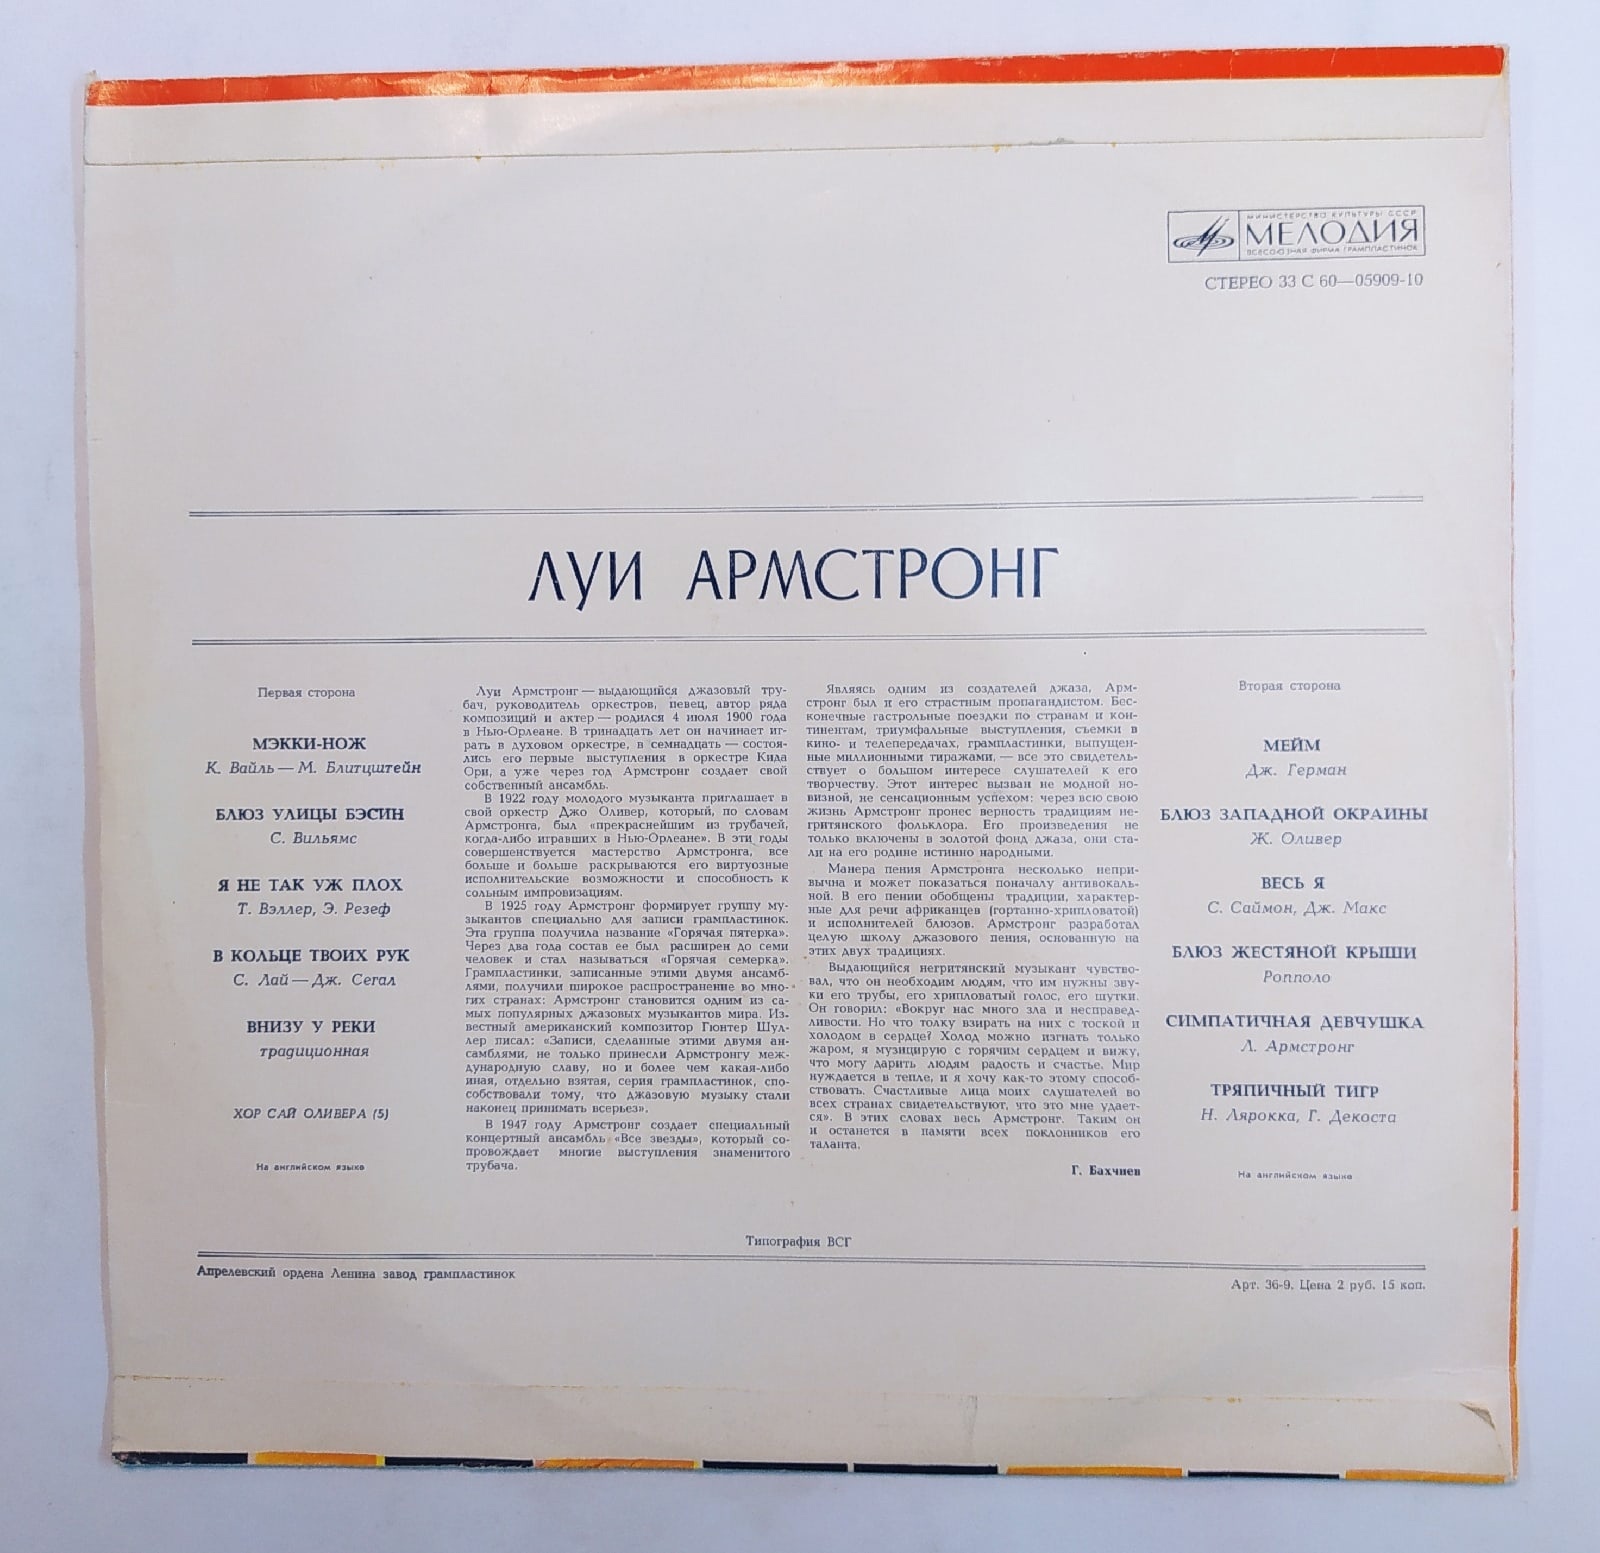 МИНИСТЕРСТВО КУЛЬТУРЫ СССР
МЕЛОДИЯ
ВСЕСОЮЗНАЯ ФИРМА ГРАМПЛАСТИНОК
СТЕРЕО 33 С 60—05909-10
ЛУИ АРМСТРОНГ
Первая сторона
МЭККИ-НОЖ
К. Вайль — М. Блитцштейн
БЛЮЗ УЛИЦЫ БЭСИН
С. Вильямс
Я НЕ ТАК УЖ ПЛОХ
Т. Вэллер, Э. Резеф
В КОЛЬЦЕ ТВОИХ РУК
С. Лай — Дж. Сегал
ВНИЗУ У РЕКИ
традиционная
ХОР САЙ ОЛИВЕРА (5)
На английском языке
Луи Армстронг — выдающийся джазовый тру-
бач, руководитель оркестров, певец, автор ряда
композиций и актер — родился 4 июля 1900 года
в Нью-Орлеане. В тринадцать лет он начинает иг-
рать в духовом оркестре, в семнадцать — состоя-
лись его первые выступления в оркестре Кида
Ори, а уже через год Армстронг создает свой
собственный ансамбль.
В 1922 году молодого музыканта приглашает в
свой оркестр Джо Оливер, который, по словам
Армстронга, был «прекраснейшим из трубачей,
когда-либо игравших в Нью-Орлеане». В эти годы
совершенствуется мастерство Армстронга, все
больше и больше раскрываются его виртуозные
исполнительские возможности и способность к
сольным импровизациям.
В 1925 году Армстронг формирует группу му-
зыкантов специально для записи грампластинок.
Эта группа получила название «Горячая пятерка».
Через два года состав ее был расширен до семи
человек и стал называться «Горячая семерка».
Грампластинки, записанные этими двумя ансамб-
лями, получили широкое распространение во мно-
гих странах: Армстронг становится одним из са-
мых популярных джазовых музыкантов мира. Из-
вестный американский композитор Гюнтер Шул-
лер писал: «Записи, сделанные этими двумя ан-
самблями, не только принесли Армстронгу меж-
дународную славу, но и более чем какая-либо
иная, отдельно взятая, серия грампластинок, спо-
собствовали тому, что джазовую музыку стали
наконец принимать всерьез».
В 1947 году Армстронг создает специальный
концертный ансамбль «Все звезды», который со-
провождает многие выступления знаменитого
трубача.
Являясь одним из создателей джаза, Арм-
стронг был и его страстным пропагандистом. Бес-
конечные гастрольные поездки по странам и кон-
тинентам, триумфальные выступления, съемки в
кино- и телепередачах, грампластинки, выпущен-
ные миллионными тиражами, — все это свидетель-
ствует о большом интересе слушателей к его
творчеству. Этот интерес вызван не модной но-
визной, не сенсационным успехом: через всю свою
жизнь Армстронг пронес верность традициям не-
гритянского фольклора. Его произведения не
только включены в золотой фонд джаза, они ста-
ли на его родине истинно народными.
Манера пения Армстронга несколько непри-
вычна и может показаться поначалу антивокаль-
ной. В его пении обобщены традиции, характер-
ные для речи африканцев (гортанно-хрипловатой)
и исполнителей блюзов. Армстронг разработал
целую школу джазового пения, основанную на
этих двух традициях.
Выдающийся негритянский музыкант чувство-
вал, что он необходим людям, что им нужны зву-
ки его трубы, его хрипловатый голос, его шутки.
Он говорил: «Вокруг нас много зла и несправед-
ливости. Но что толку взирать на них с тоской и
холодом в сердце? Холод можно изгнать только
жаром, я музицирую с горячим сердцем и вижу,
что могу дарить людям радость и счастье. Мир
нуждается в тепле, и я хочу как-то этому способ-
ствовать. Счастливые лица моих слушателей во
всех странах свидетельствуют, что это мне удает-
ся». В этих словах весь Армстронг. Таким он
и останется в памяти всех поклонников его
таланта.
Г. Бахчиев
Вторая сторона
МЕЙМ
Дж. Герман
БЛЮЗ ЗАПАДНОЙ ОКРАИНЫ
Ж. Оливер
ВЕСЬ Я
С. Саймон, Дж. Макс
БЛЮЗ ЖЕСТЯНОЙ КРЫШИ
Ропполо
СИМПАТИЧНАЯ ДЕВЧУШКА
Л. Армстронг
ТРЯПИЧНЫЙ ТИГР
Н. Лярокка, Г. Декоста
На английском языке
Типография ВСГ
Апрелевский ордена Ленина завод грампластинок
Арт. 36-9. Цена 2 руб. 15 коп.